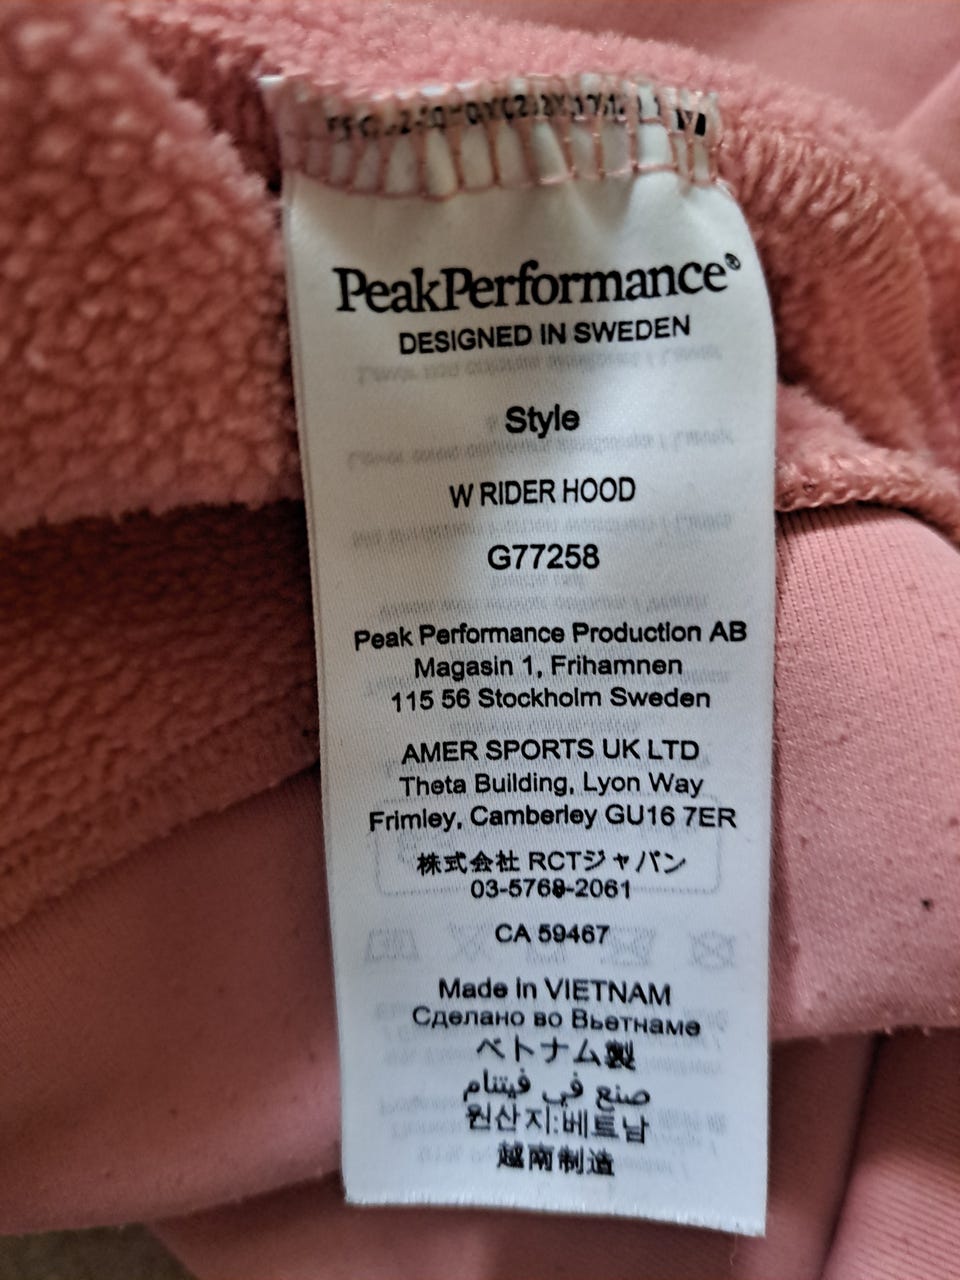 PeakPerformance®
DESIGNED IN SWEDEN
Style
W RIDER HOOD
G77258
Peak Performance Production AB
Magasin 1, Frihamnen
115 56 Stockholm Sweden
AMER SPORTS UK LTD
Theta Building, Lyon Way
Frimley, Camberley GU16 7ER
株式会社 RCTジャパン
03-5768-2061
CA 59467
Made in VIETNAM
Сделано во Вьетнаме
ベトナム製
صنع في فيتنام
원산지:베트남
越南制造